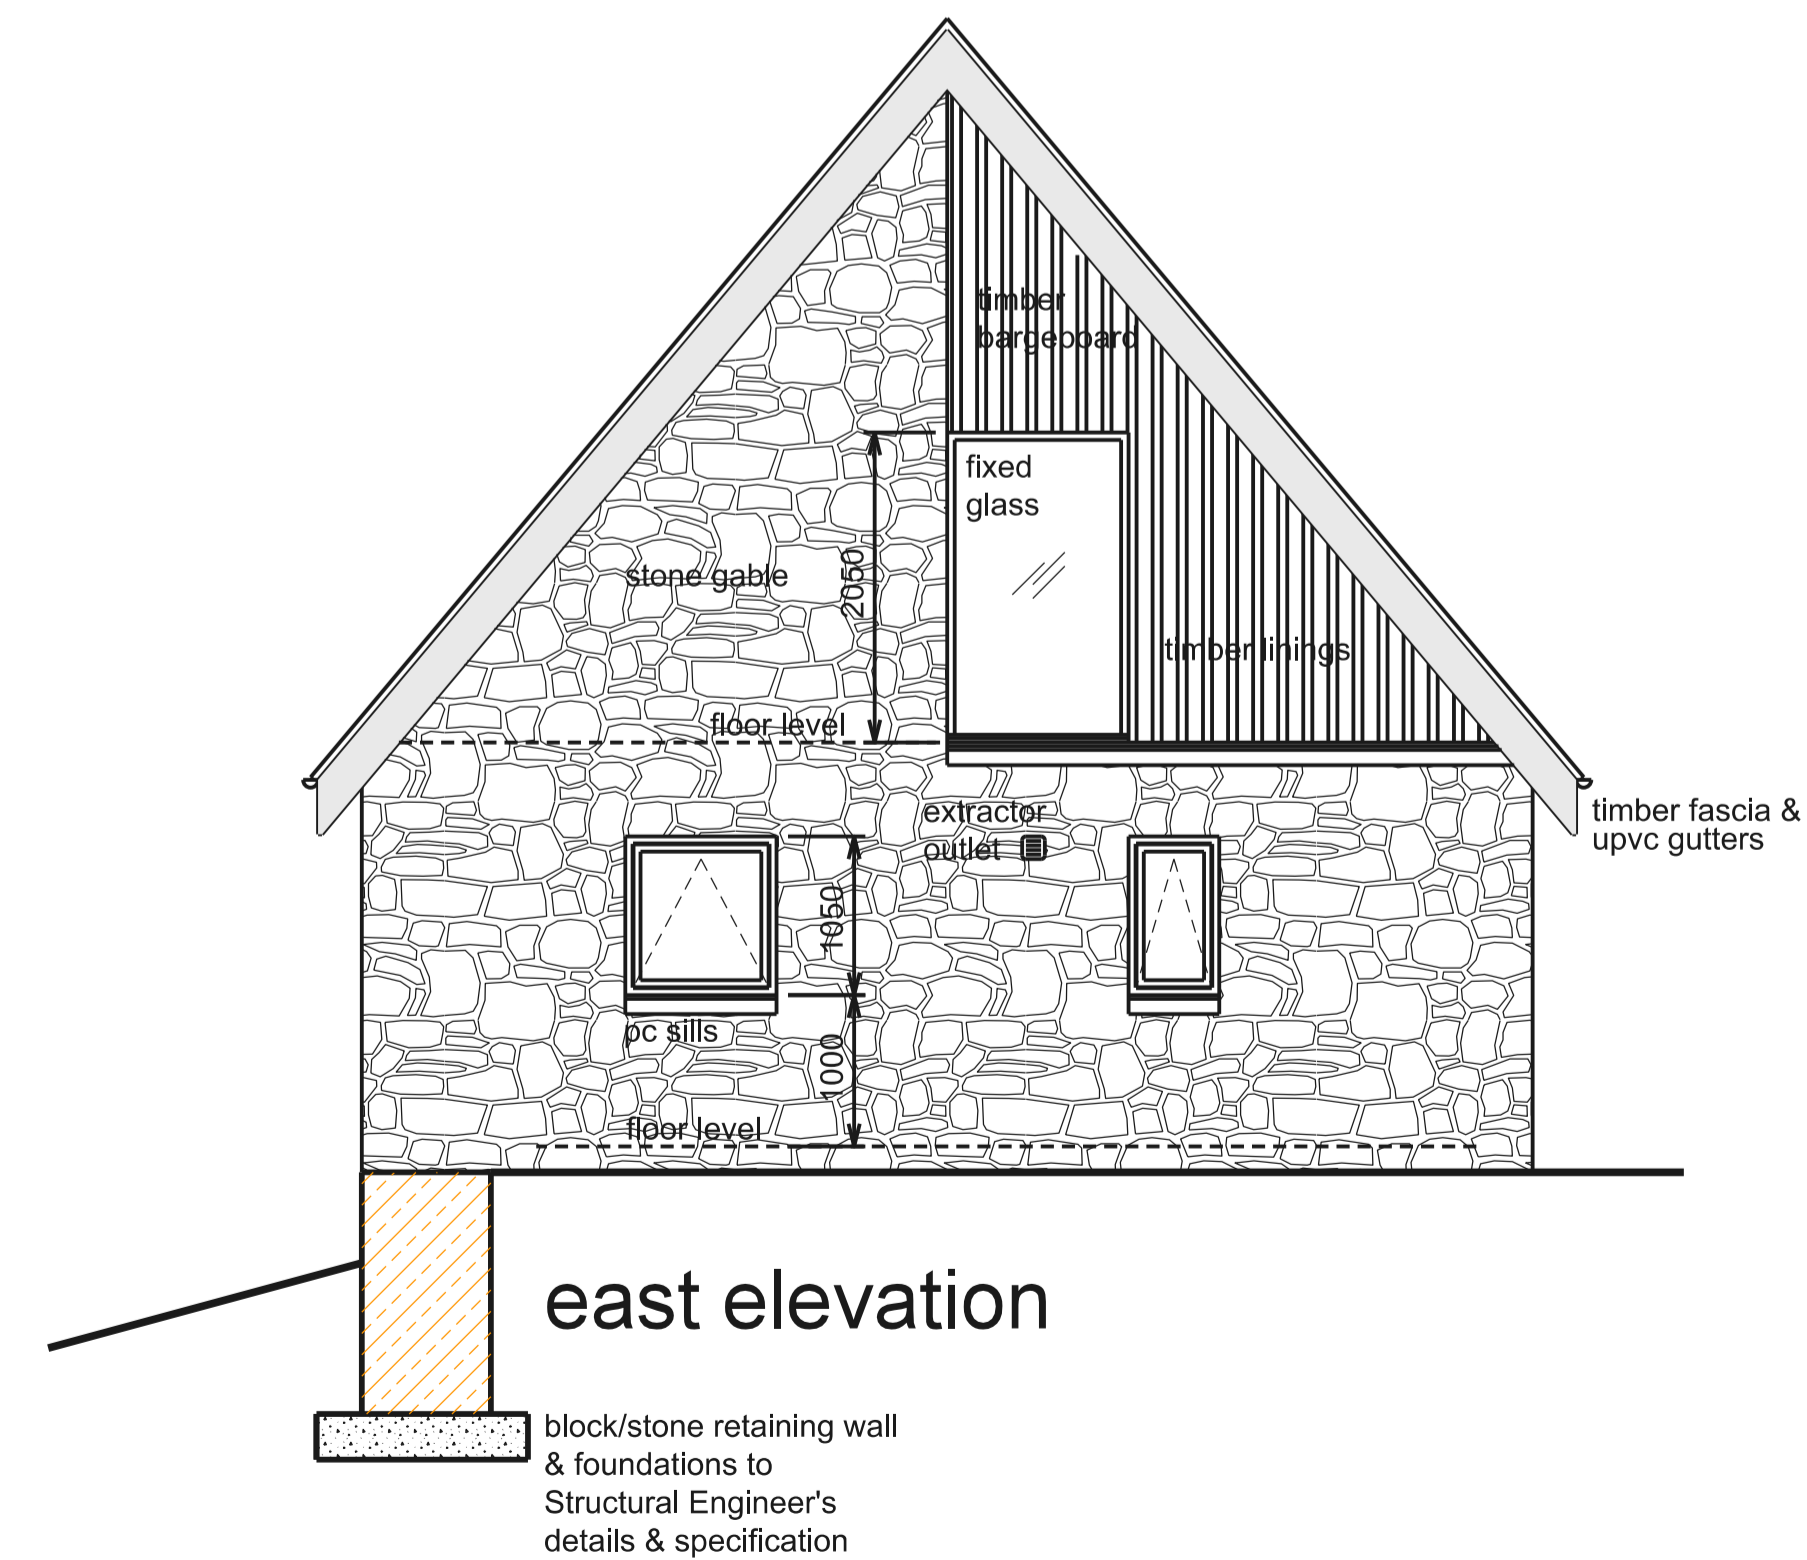 timber
bargeboard
fixed
glass
2050
stone gable
timber linings
floor level
extractor
outlet
timber fascia &
upvc gutters
1050
pc sills
1000
floor level
east elevation
block/stone retaining wall
& foundations to
Structural Engineer's
details & specification